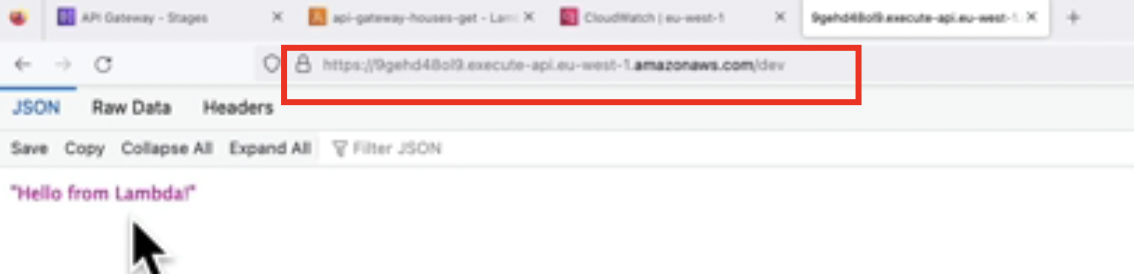 API Gateway - Stages
api-gateway-houses-get - Lam
CloudWatch | eu-west-1
9gehd48ol9.execute-api.eu-west-1.
https://9gehd48ol9.execute-api.eu-west-1.amazonaws.com/dev
JSON Raw Data Headers
Save Copy Collapse All Expand All Filter JSON
"Hello from Lambda!"